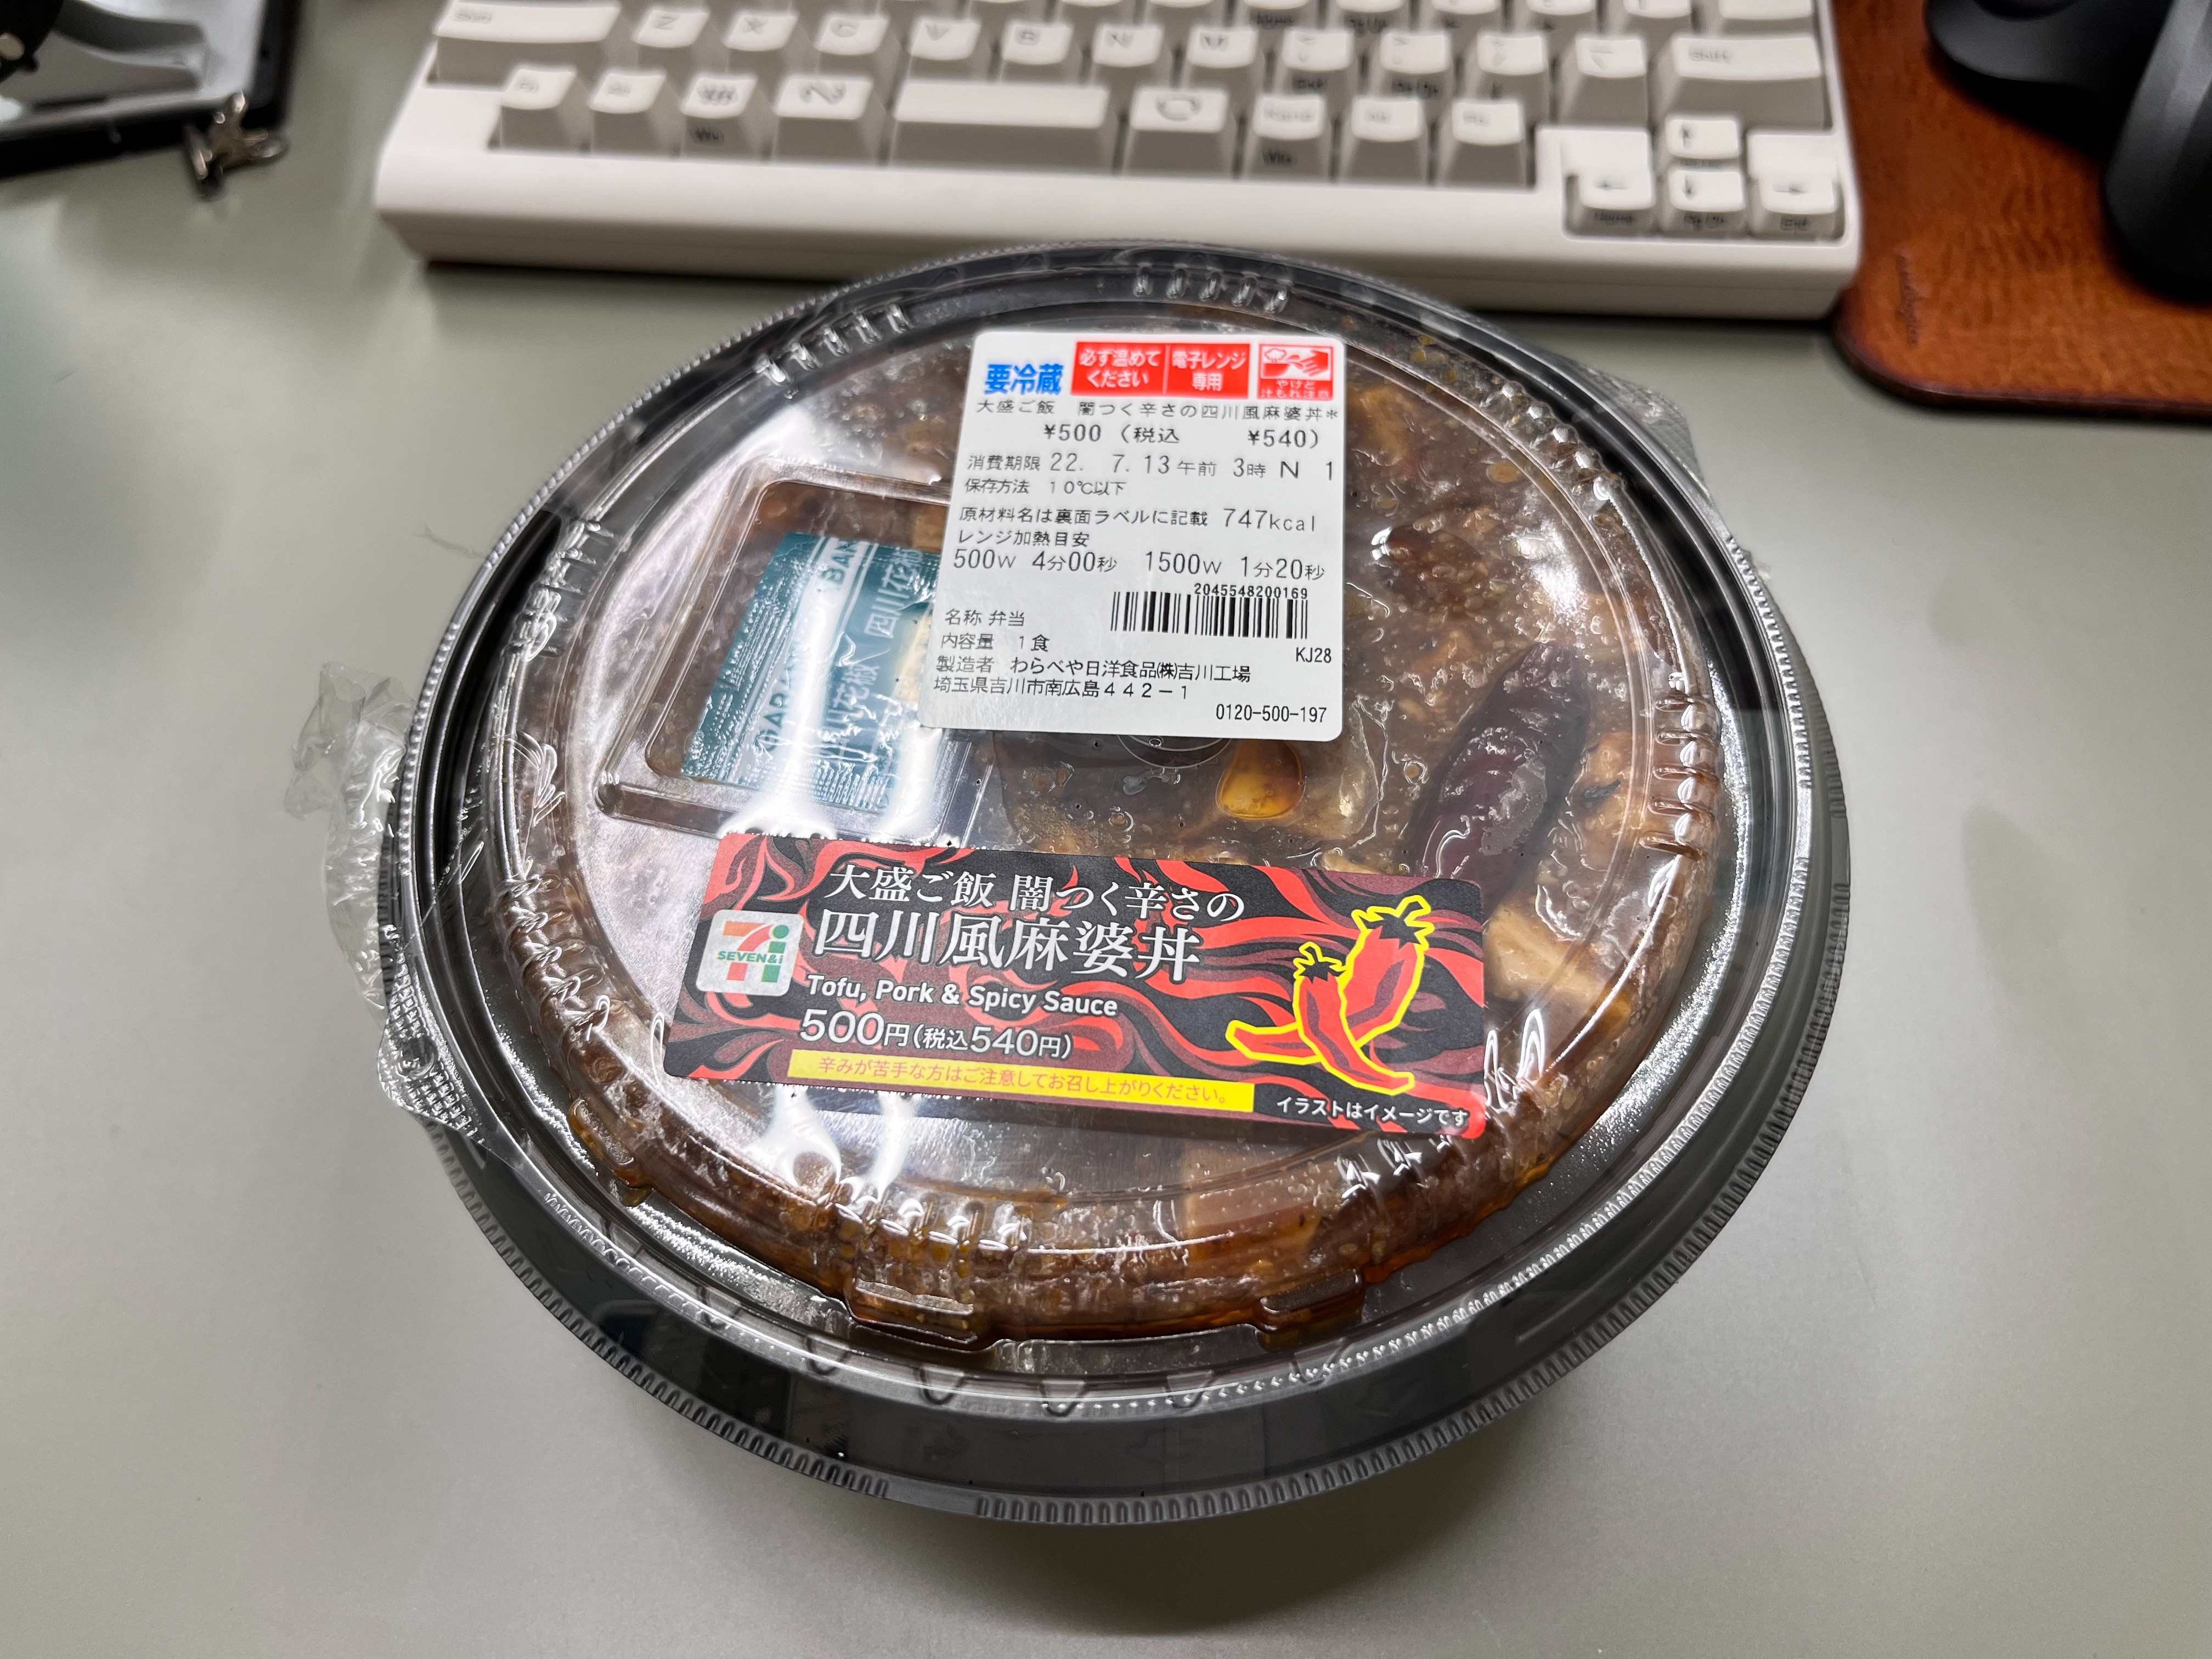 Z
X
C
V
B
N
M
Shift
Win
Win
Home
PgDn
End
要冷蔵
必ず温めて
ください
電子レンジ
専用
やけど
汁もれ注意
大盛ご飯 闇つく辛さの四川風麻婆丼*
¥500 (税込 ¥540)
消費期限 22. 7. 13 午前 3時 N 1
保存方法 10℃以下
原材料名は裏面ラベルに記載 747kcal
レンジ加熱目安
500W 4分00秒 1500W 1分20秒
2045548200169
名称 弁当
内容量 1食
KJ28
製造者 わらべや日洋食品㈱吉川工場
埼玉県吉川市南広島442-1
0120-500-197
四川花椒
大盛ご飯 闇つく辛さの
四川風麻婆丼
SEVEN&i
Tofu, Pork & Spicy Sauce
500円(税込540円)
辛みが苦手な方はご注意してお召し上がりください。
イラストはイメージです